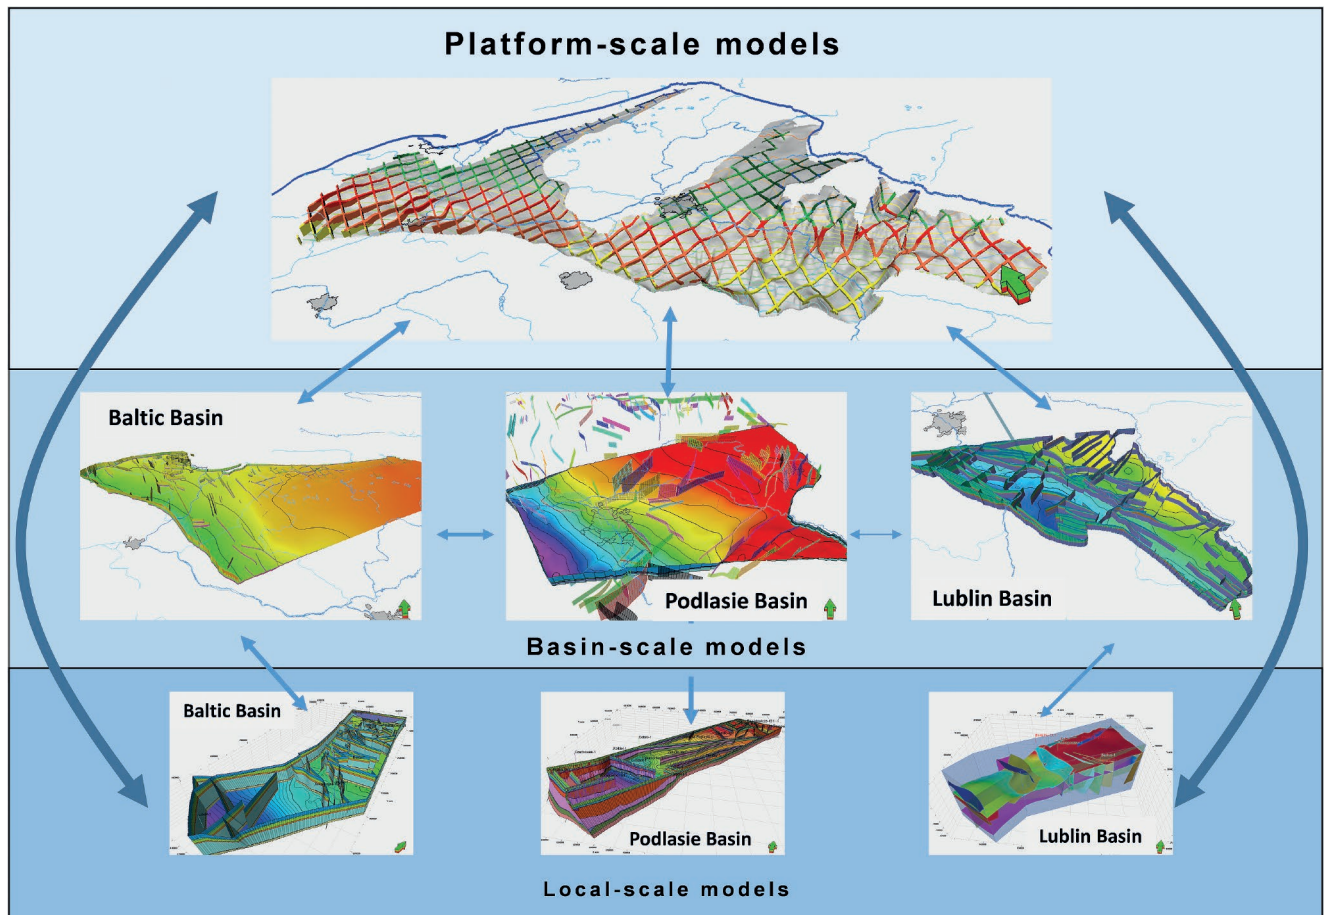 Platform-scale models
Baltic Basin
Podlasie Basin
Lublin Basin
Basin-scale models
Baltic Basin
Podlasie Basin
Lublin Basin
Local-scale models